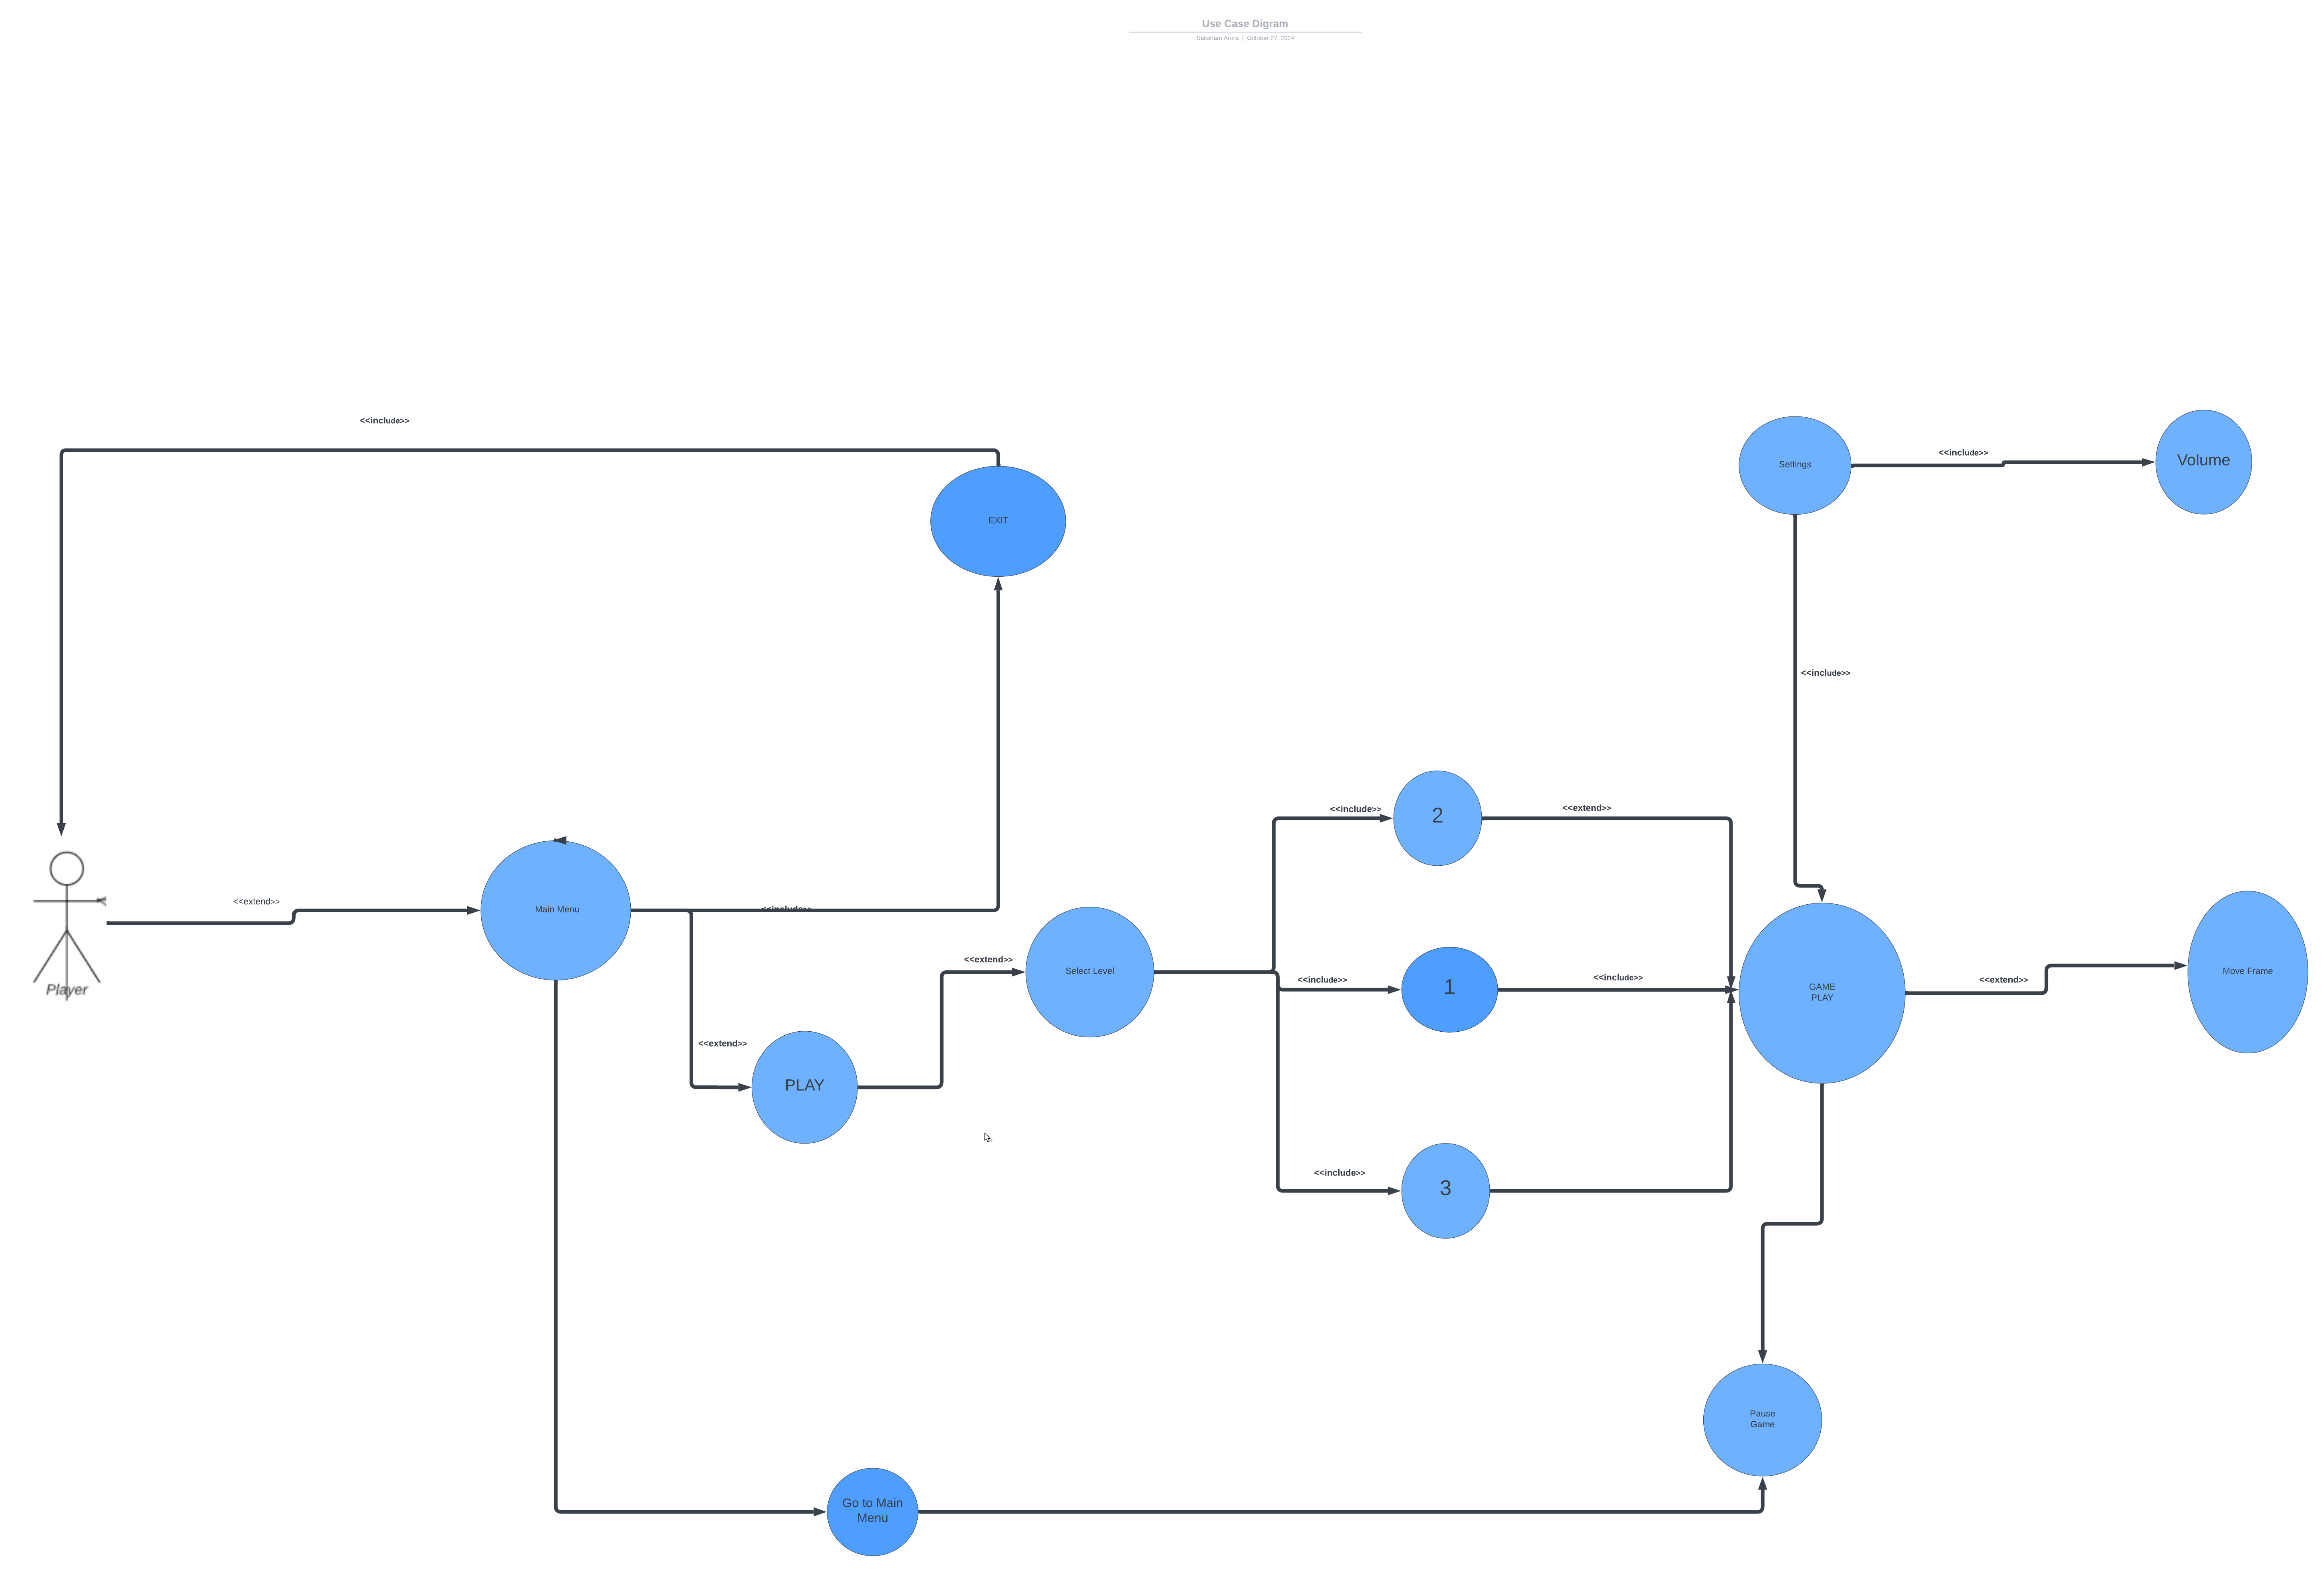 Use Case Digram
Saksham Arora | October 27, 2024
<<include>>
<<include>>
Volume
Settings
EXIT
<<include>>
<<include>>
<<extend>>
2
<<extend>>
Main Menu
<<include>>
<<extend>>
Select Level
<<include>>
1
<<include>>
GAME
PLAY
<<extend>>
Move Frame
Player
<<extend>>
PLAY
<<include>>
3
Pause
Game
Go to Main
Menu